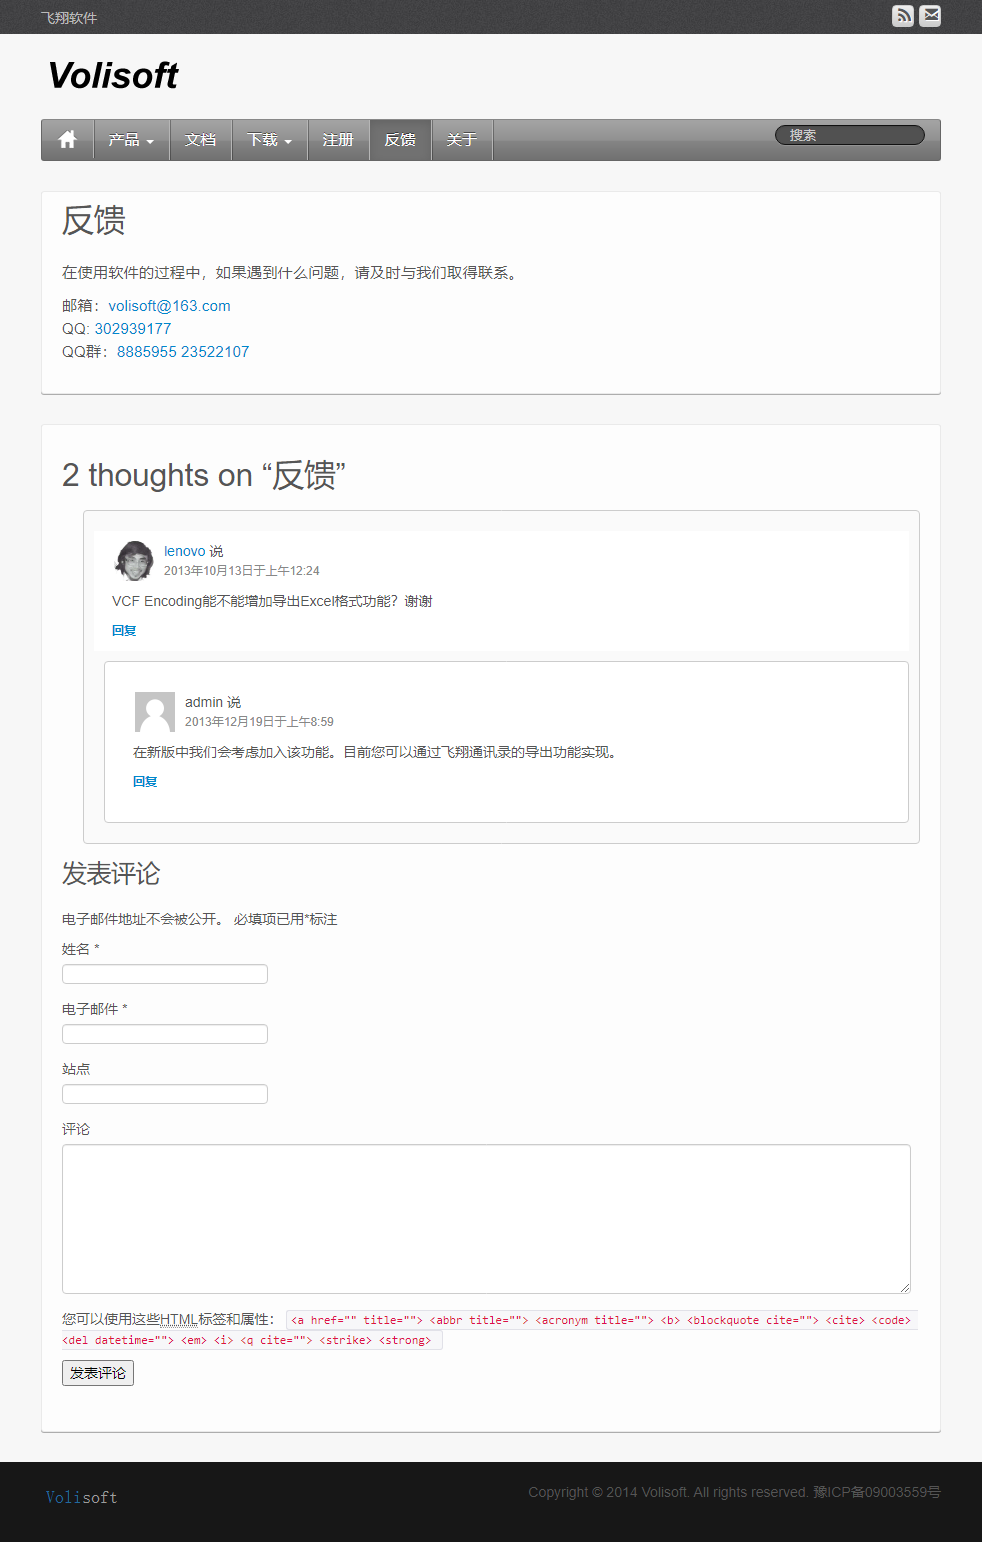 飞翔软件
Volisoft
产品 文档 下载 注册 反馈 关于 搜索
反馈
在使用软件的过程中，如果遇到什么问题，请及时与我们取得联系。
邮箱：volisoft@163.com
QQ: 302939177
QQ群：8885955 23522107
2 thoughts on “反馈”
lenovo 说
2013年10月13日于上午12:24
VCF Encoding能不能增加导出Excel格式功能？谢谢
回复
admin 说
2013年12月19日于上午8:59
在新版中我们会考虑加入该功能。目前您可以通过飞翔通讯录的导出功能实现。
回复
发表评论
电子邮件地址不会被公开。 必填项已用*标注
姓名 *
电子邮件 *
站点
评论
您可以使用这些HTML标签和属性： <a href="" title=""> <abbr title=""> <acronym title=""> <b> <blockquote cite=""> <cite> <code>
<del datetime=""> <em> <i> <q cite=""> <strike> <strong>
发表评论
Volisoft
Copyright © 2014 Volisoft. All rights reserved. 豫ICP备09003559号